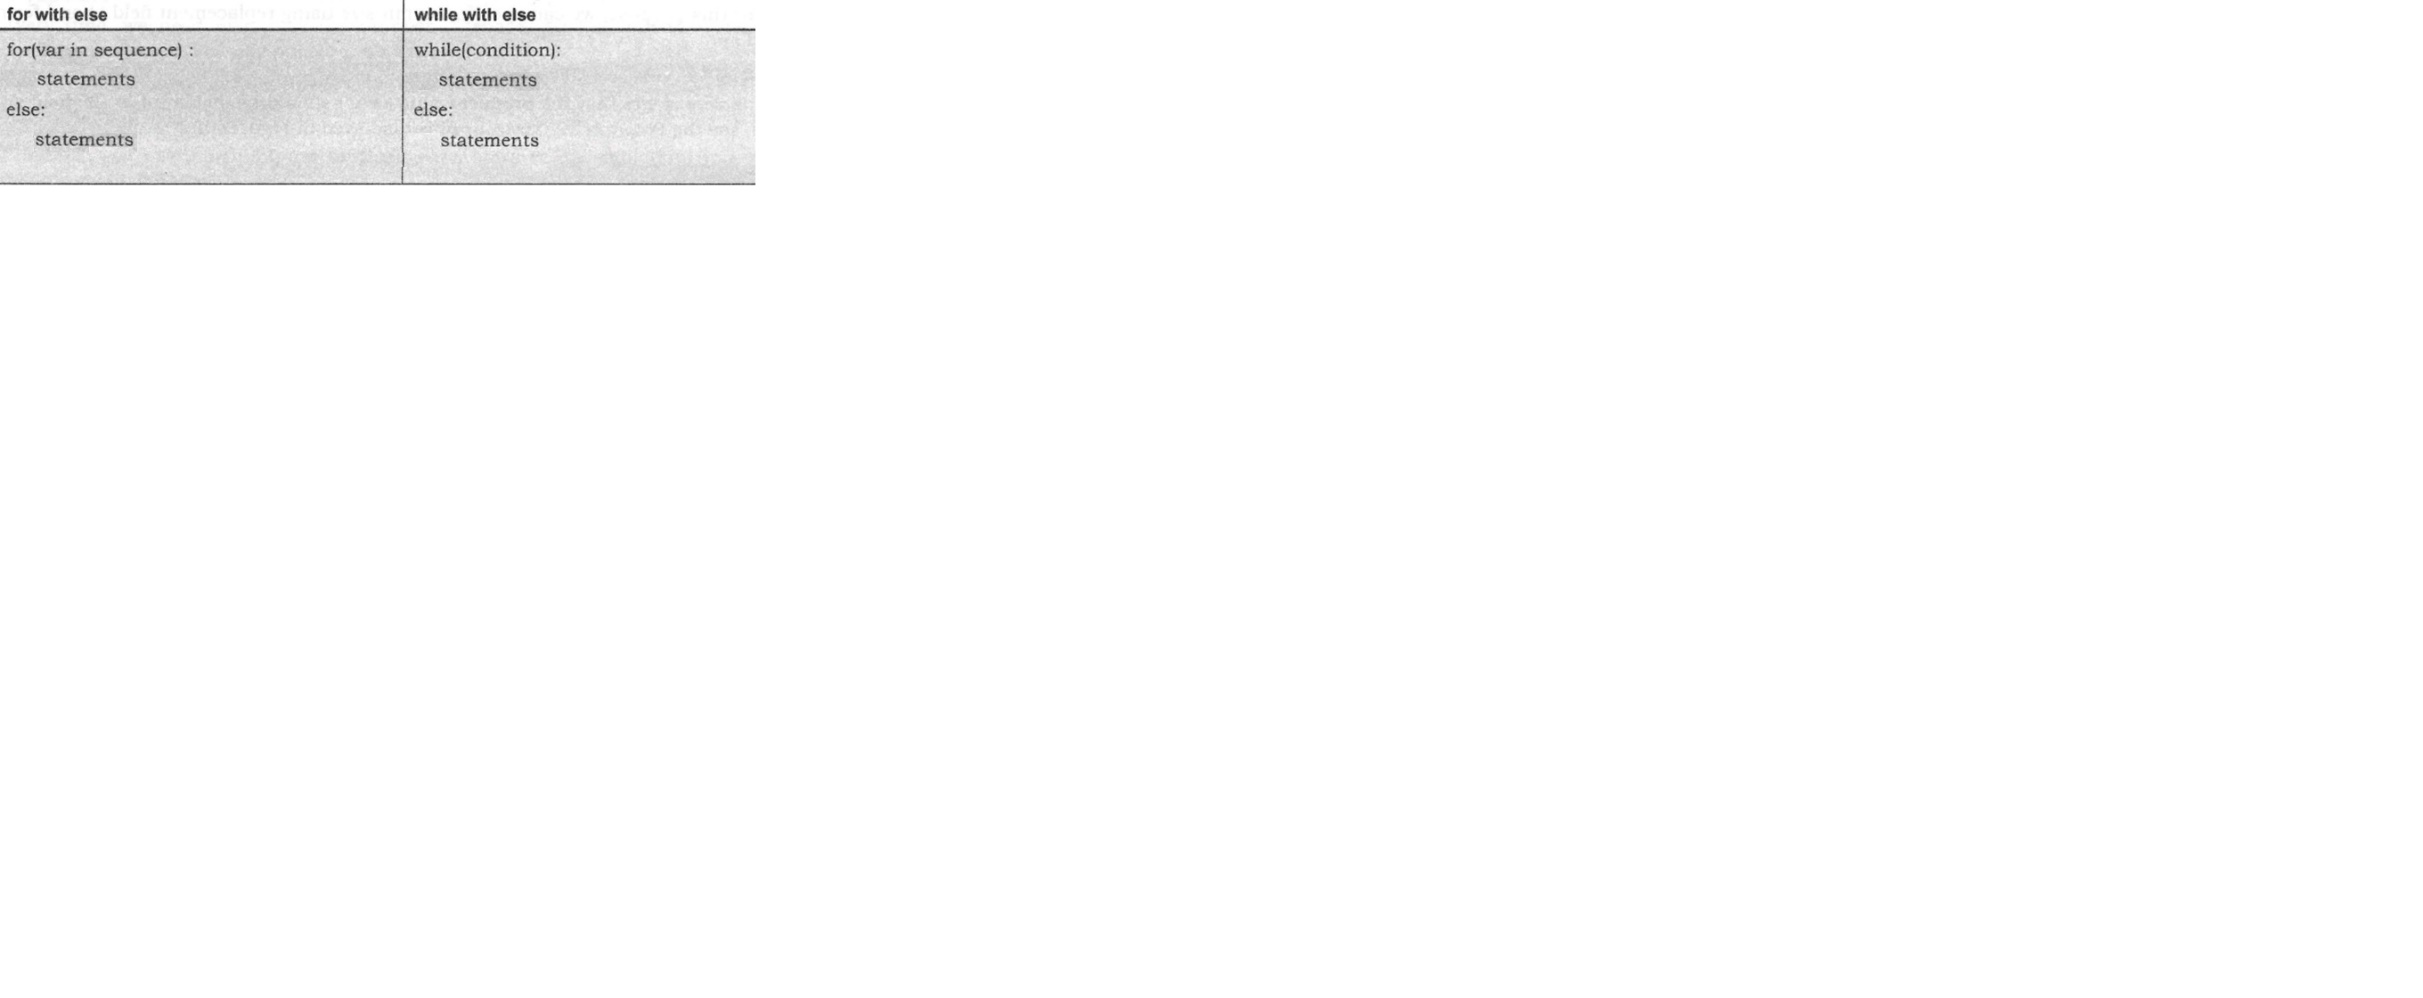 for with else
for(var in sequence) :
statements
else:
statements
while with else
while(condition):
statements
else:
statements